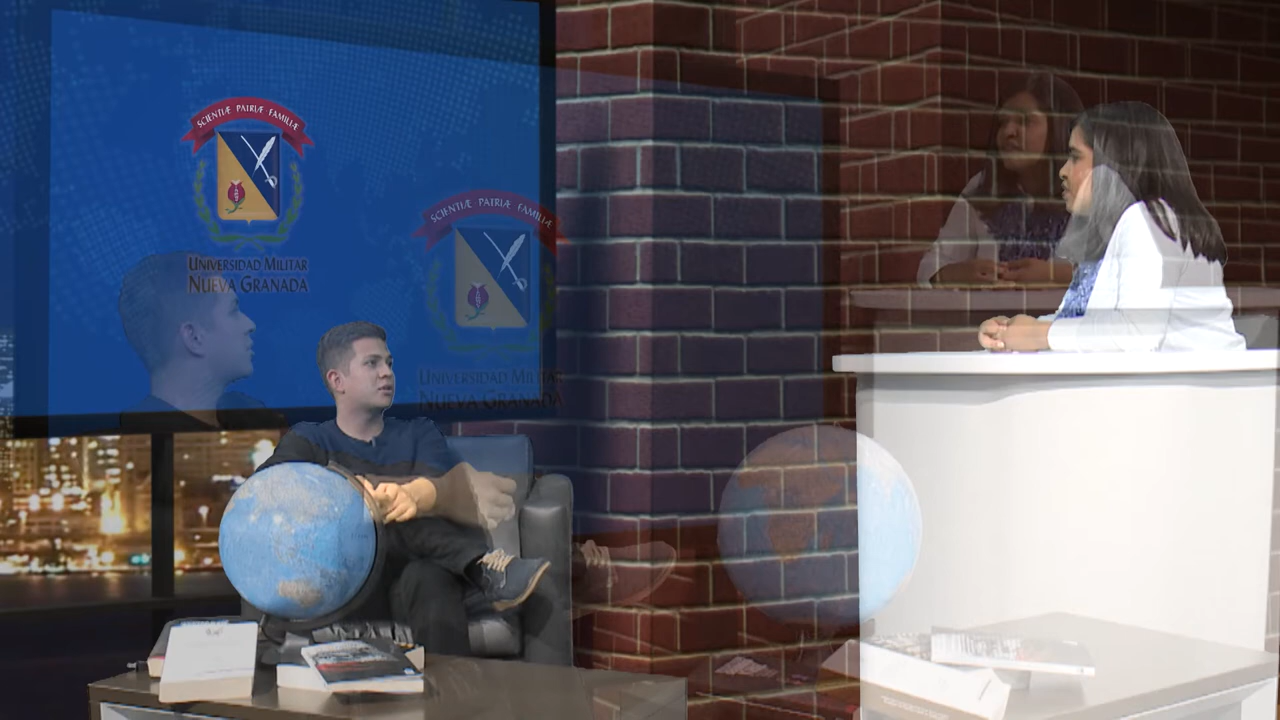 SCIENTIÆ PATRIÆ FAMILIÆ
UNIVERSIDAD MILITAR
NUEVA GRANADA
SCIENTIÆ PATRIÆ FAMILIÆ
UNIVERSIDAD MILITAR
NUEVA GRANADA